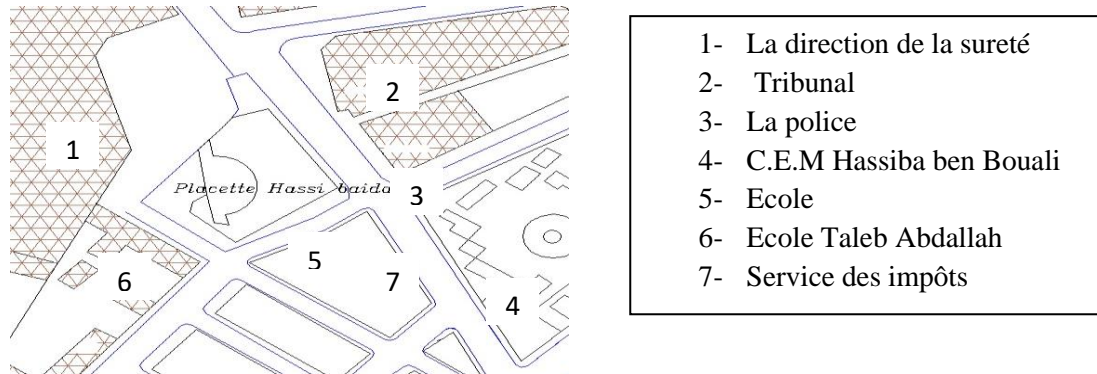 1
2
Placette Hassi baida
3
5
6
7
4
1- La direction de la sureté
2- Tribunal
3- La police
4- C.E.M Hassiba ben Bouali
5- Ecole
6- Ecole Taleb Abdallah
7- Service des impôts